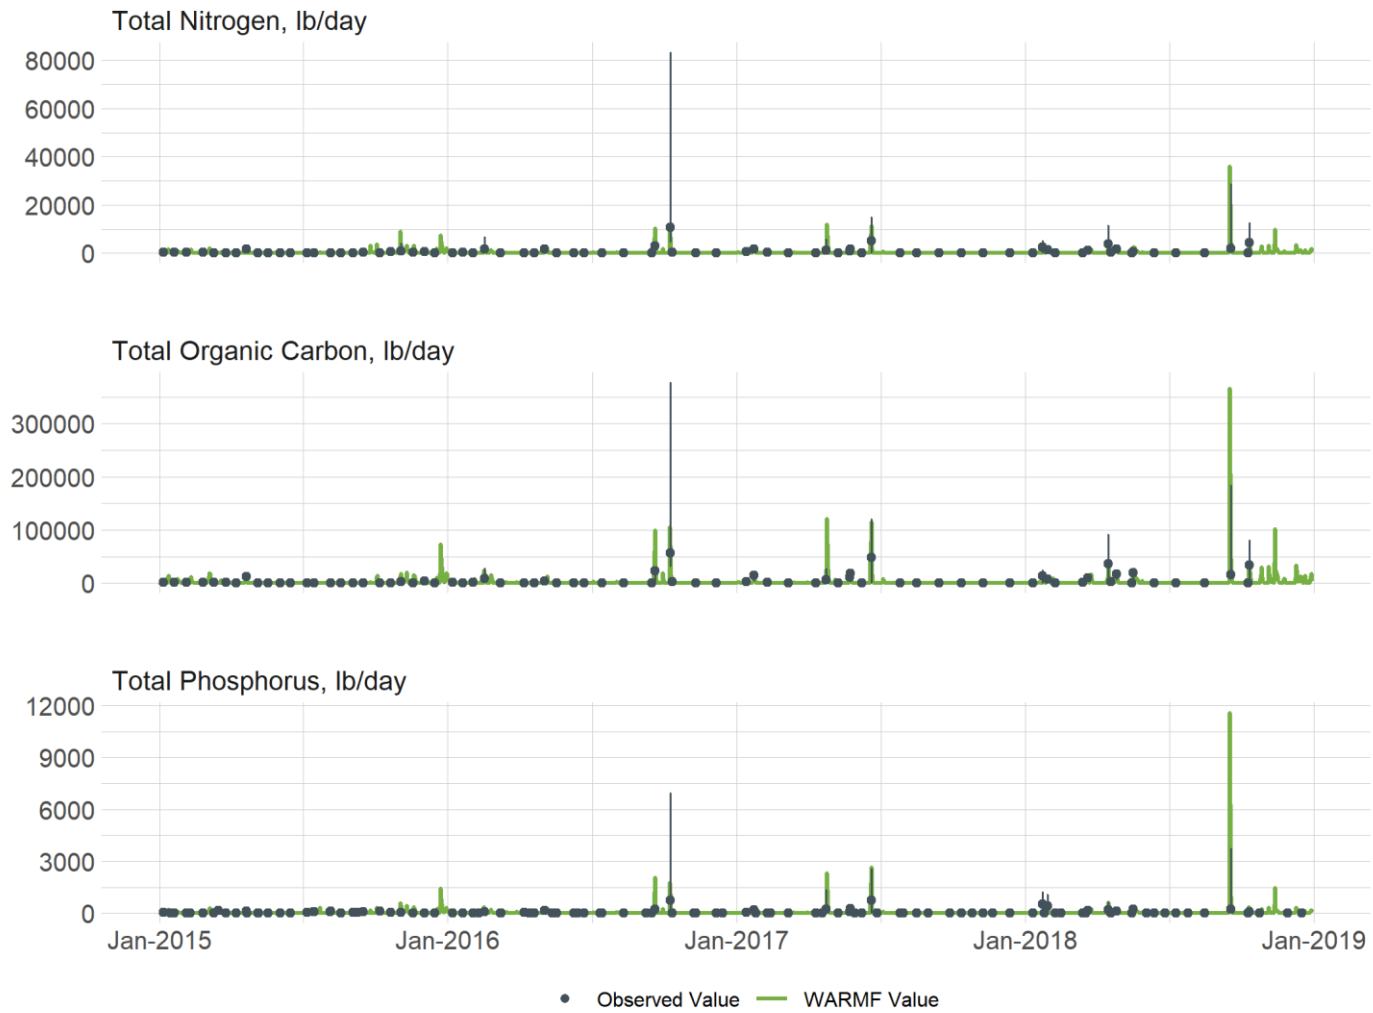 Total Nitrogen, lb/day
80000
60000
40000
20000
0
Total Organic Carbon, lb/day
300000
200000
100000
0
Total Phosphorus, lb/day
12000
9000
6000
3000
0
Jan-2015 Jan-2016 Jan-2017 Jan-2018 Jan-2019
Observed Value WARMF Value